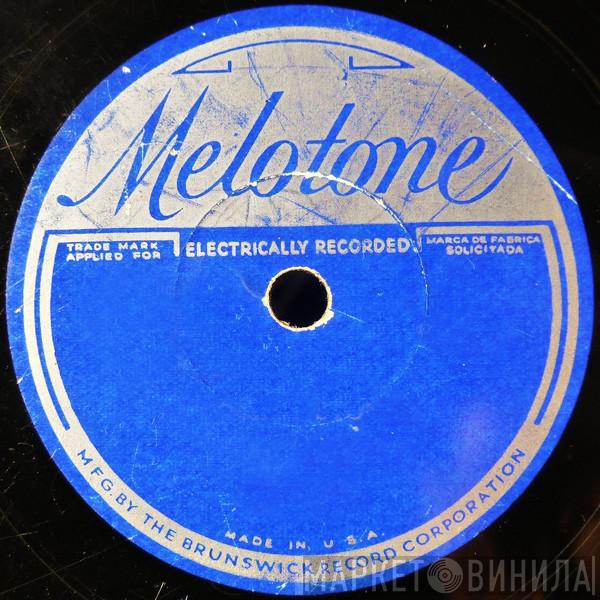 Melotone
TRADE MARK
APPLIED FOR
ELECTRICALLY RECORDED
MARCA DE FABRICA
SOLICITADA
MADE IN U.S.A.
MFG. BY THE BRUNSWICK RECORD CORPORATION
МАРКЕТ ВИНИЛА